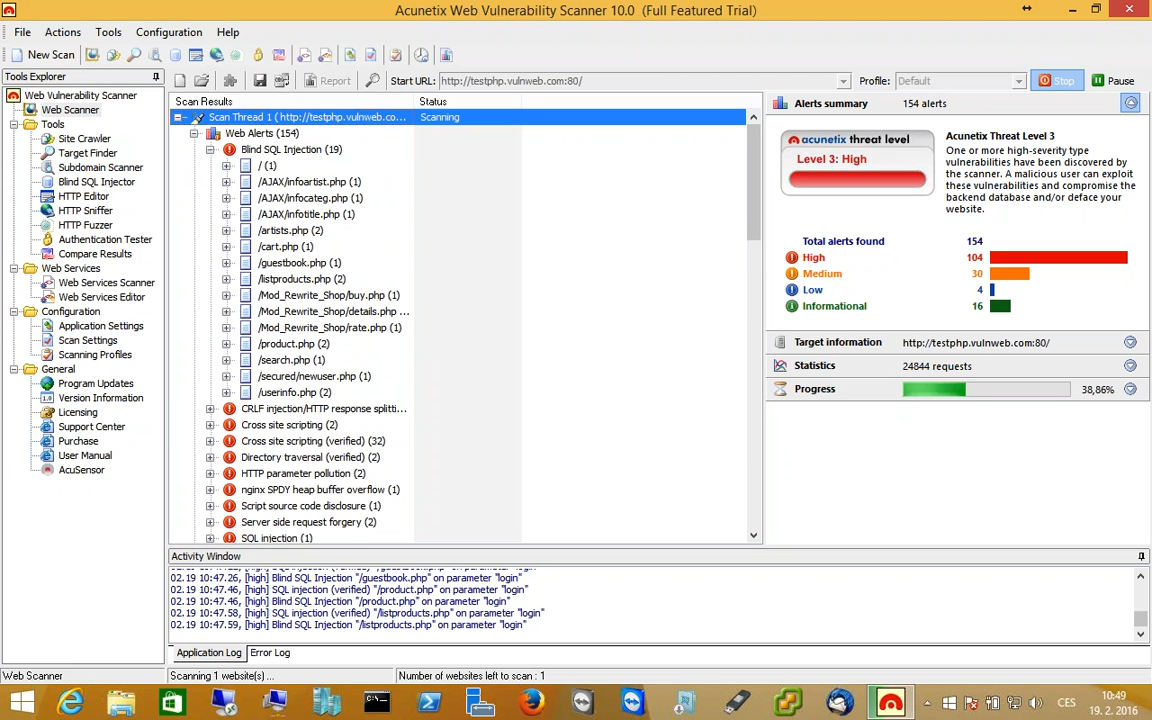 Acunetix Web Vulnerability Scanner 10.0 (Full Featured Trial)
File Actions Tools Configuration Help
New Scan
Tools Explorer
Web Vulnerability Scanner
Web Scanner
Tools
Site Crawler
Target Finder
Subdomain Scanner
Blind SQL Injector
HTTP Editor
HTTP Sniffer
HTTP Fuzzer
Authentication Tester
Compare Results
Web Services
Web Services Scanner
Web Services Editor
Configuration
Application Settings
Scan Settings
Scanning Profiles
General
Program Updates
Version Information
Licensing
Support Center
Purchase
User Manual
AcuSensor
Report Start URL: http://testphp.vulnweb.com:80/ Profile: Default Stop Pause
Scan Results Status
Scan Thread 1 ( http://testphp.vulnweb.co... Scanning
Web Alerts (154)
Blind SQL Injection (19)
/ (1)
/AJAX/infoartist.php (1)
/AJAX/infocateg.php (1)
/AJAX/infotitle.php (1)
/artists.php (2)
/cart.php (1)
/guestbook.php (1)
/listproducts.php (2)
/Mod_Rewrite_Shop/buy.php (1)
/Mod_Rewrite_Shop/details.php ...
/Mod_Rewrite_Shop/rate.php (1)
/product.php (2)
/search.php (1)
/secured/newuser.php (1)
/userinfo.php (2)
CRLF injection/HTTP response splitti...
Cross site scripting (2)
Cross site scripting (verified) (32)
Directory traversal (verified) (2)
HTTP parameter pollution (2)
nginx SPDY heap buffer overflow (1)
Script source code disclosure (1)
Server side request forgery (2)
SQL injection (1)
Alerts summary 154 alerts
acunetix threat level
Level 3: High
Acunetix Threat Level 3
One or more high-severity type
vulnerabilities have been discovered by
the scanner. A malicious user can exploit
these vulnerabilities and compromise the
backend database and/or deface your
website.
Total alerts found 154
High 104
Medium 30
Low 4
Informational 16
Target information http://testphp.vulnweb.com:80/
Statistics 24844 requests
Progress 38,86%
Activity Window
02.19 10:47.26, [high] Blind SQL Injection "/guestbook.php" on parameter "login"
02.19 10:47.46, [high] SQL injection (verified) "/product.php" on parameter "login"
02.19 10:47.46, [high] Blind SQL Injection "/product.php" on parameter "login"
02.19 10:47.58, [high] SQL injection (verified) "/listproducts.php" on parameter "login"
02.19 10:47.59, [high] Blind SQL Injection "/listproducts.php" on parameter "login"
Application Log Error Log
Web Scanner Scanning 1 website(s) ... Number of websites left to scan : 1
CES
10:49
19. 2. 2016